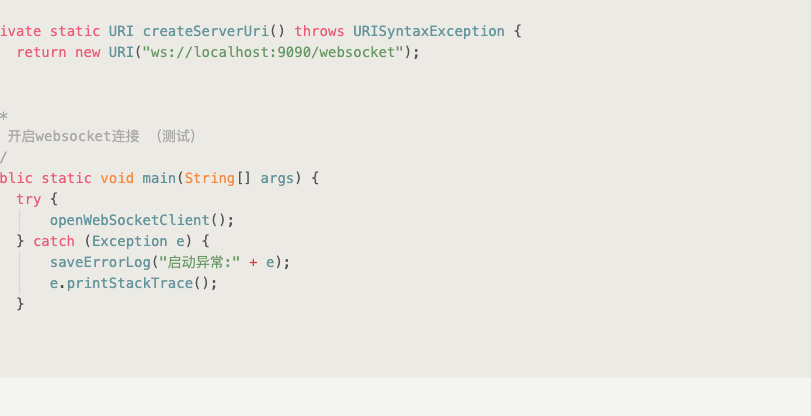 ivate static URI createServerUri() throws URISyntaxException {
return new URI("ws://localhost:9090/websocket");
*
开启websocket连接 （测试）
/
blic static void main(String[] args) {
try {
openWebSocketClient();
} catch (Exception e) {
saveErrorLog("启动异常:" + e);
e.printStackTrace();
}